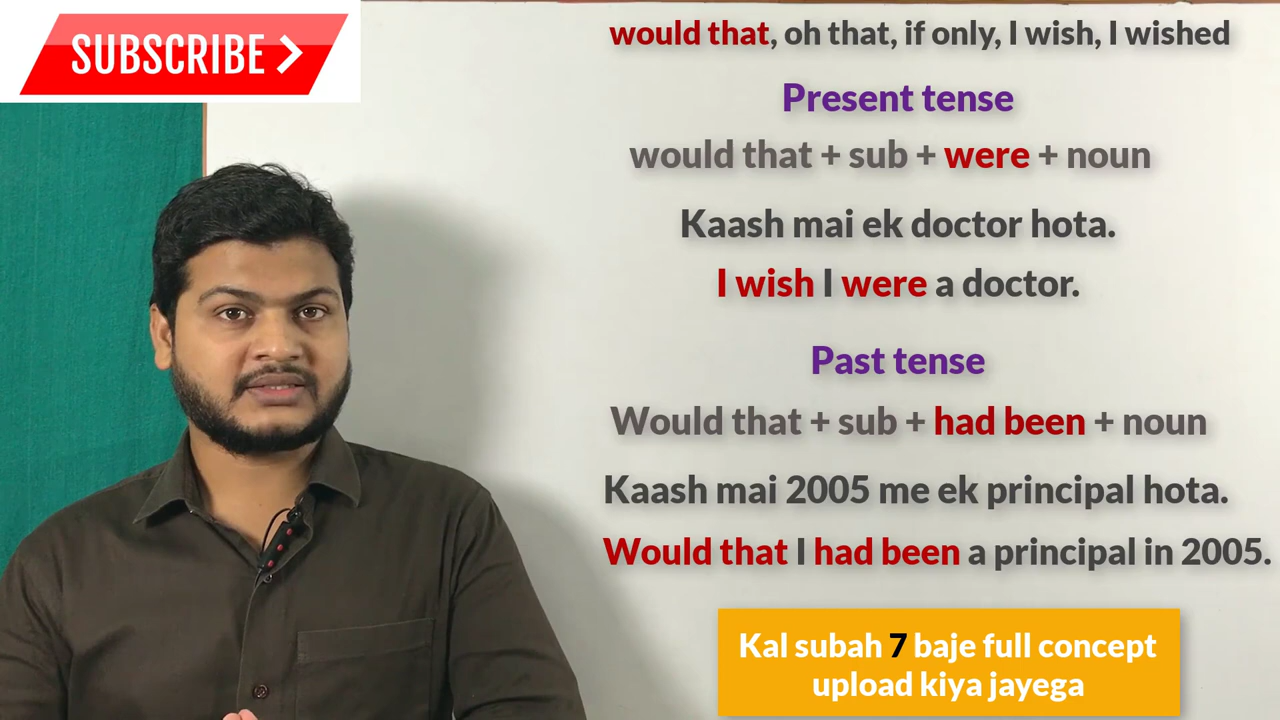 SUBSCRIBE
would that, oh that, if only, I wish, I wished
Present tense
would that + sub + were + noun
Kaash mai ek doctor hota.
I wish I were a doctor.
Past tense
Would that + sub + had been + noun
Kaash mai 2005 me ek principal hota.
Would that I had been a principal in 2005.
Kal subah 7 baje full concept
upload kiya jayega